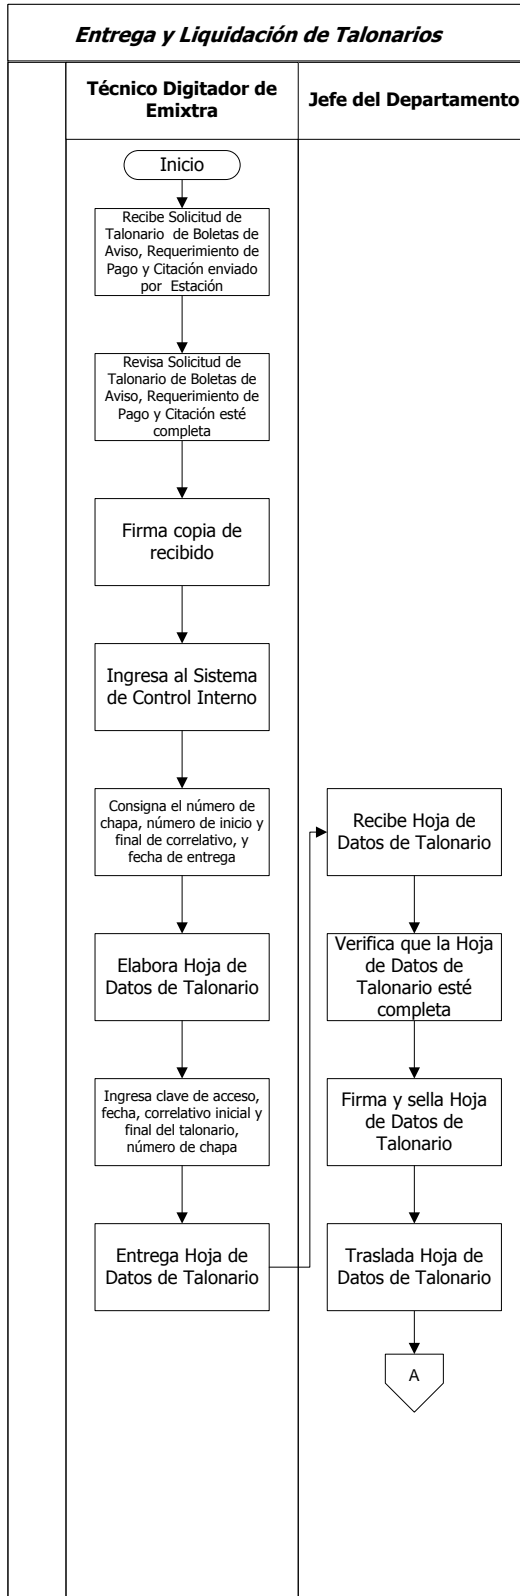 Entrega y Liquidación de Talonarios
Técnico Digitador de
Emixtra
Jefe del Departamento
Inicio
Recibe Solicitud de
Talonario de Boletas de
Aviso, Requerimiento de
Pago y Citación enviado
por Estación
Revisa Solicitud de
Talonario de Boletas de
Aviso, Requerimiento de
Pago y Citación esté
completa
Firma copia de
recibido
Ingresa al Sistema
de Control Interno
Consigna el número de
chapa, número de inicio y
final de correlativo, y
fecha de entrega
Elabora Hoja de
Datos de Talonario
Ingresa clave de acceso,
fecha, correlativo inicial y
final del talonario,
número de chapa
Entrega Hoja de
Datos de Talonario
Recibe Hoja de
Datos de Talonario
Verifica que la Hoja
de Datos de
Talonario esté
completa
Firma y sella Hoja
de Datos de
Talonario
Traslada Hoja de
Datos de Talonario
A